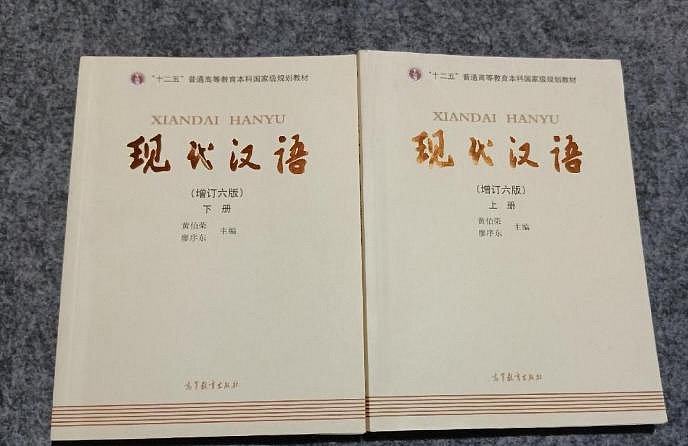 "十二五"普通高等教育本科国家级规划教材
XIANDAI HANYU
现代汉语
(增订六版)
下册
黄伯荣
廖序东
主编
高等教育出版社
"十二五"普通高等教育本科国家级规划教材
XIANDAI HANYU
现代汉语
(增订六版)
上册
黄伯荣
廖序东
主编
高等教育出版社